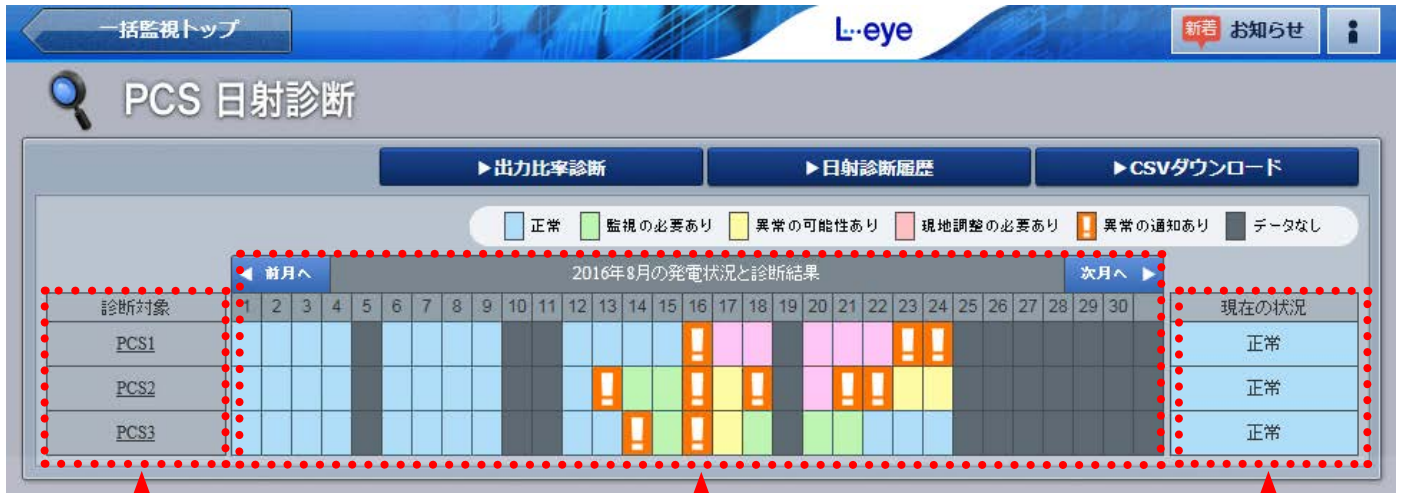 一括監視トップ
L・・eye
新着 お知らせ
PCS 日射診断
▶出力比率診断
▶日射診断履歴
▶CSVダウンロード
正常 監視の必要あり 異常の可能性あり 現地調整の必要あり 異常の通知あり データなし
◀ 前月へ 2016年8月の発電状況と診断結果 次月へ ▶
診断対象 1 2 3 4 5 6 7 8 9 10 11 12 13 14 15 16 17 18 19 20 21 22 23 24 25 26 27 28 29 30 現在の状況
PCS1 ! ! ! 正常
PCS2 ! ! ! ! ! 正常
PCS3 ! ! 正常